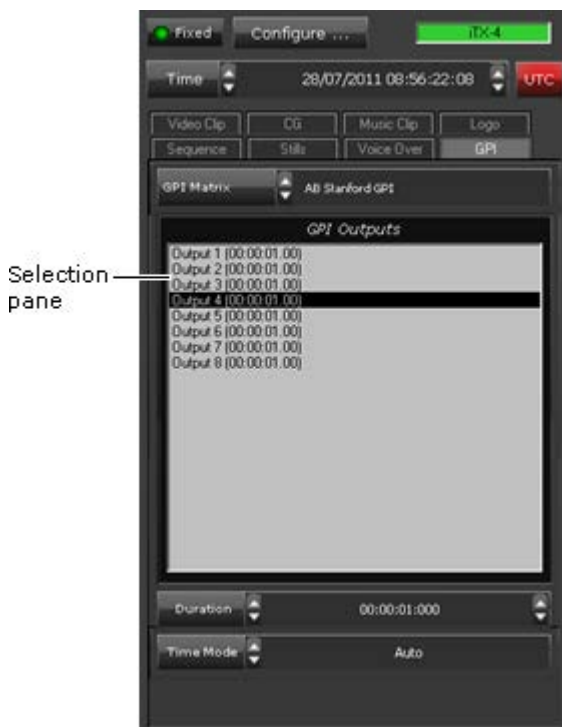 Fixed Configure ... iTX-4
Time 28/07/2011 08:56:22:08 UTC
Video Clip CG Music Clip Logo
Sequence Stills Voice Over GPI
GPI Matrix AB Stanford GPI
GPI Outputs
Output 1 (00:00:01.00)
Output 2 (00:00:01.00)
Output 3 (00:00:01.00)
Output 4 (00:00:01.00)
Output 5 (00:00:01.00)
Output 6 (00:00:01.00)
Output 7 (00:00:01.00)
Output 8 (00:00:01.00)
Selection
pane
Duration 00:00:01:000
Time Mode Auto